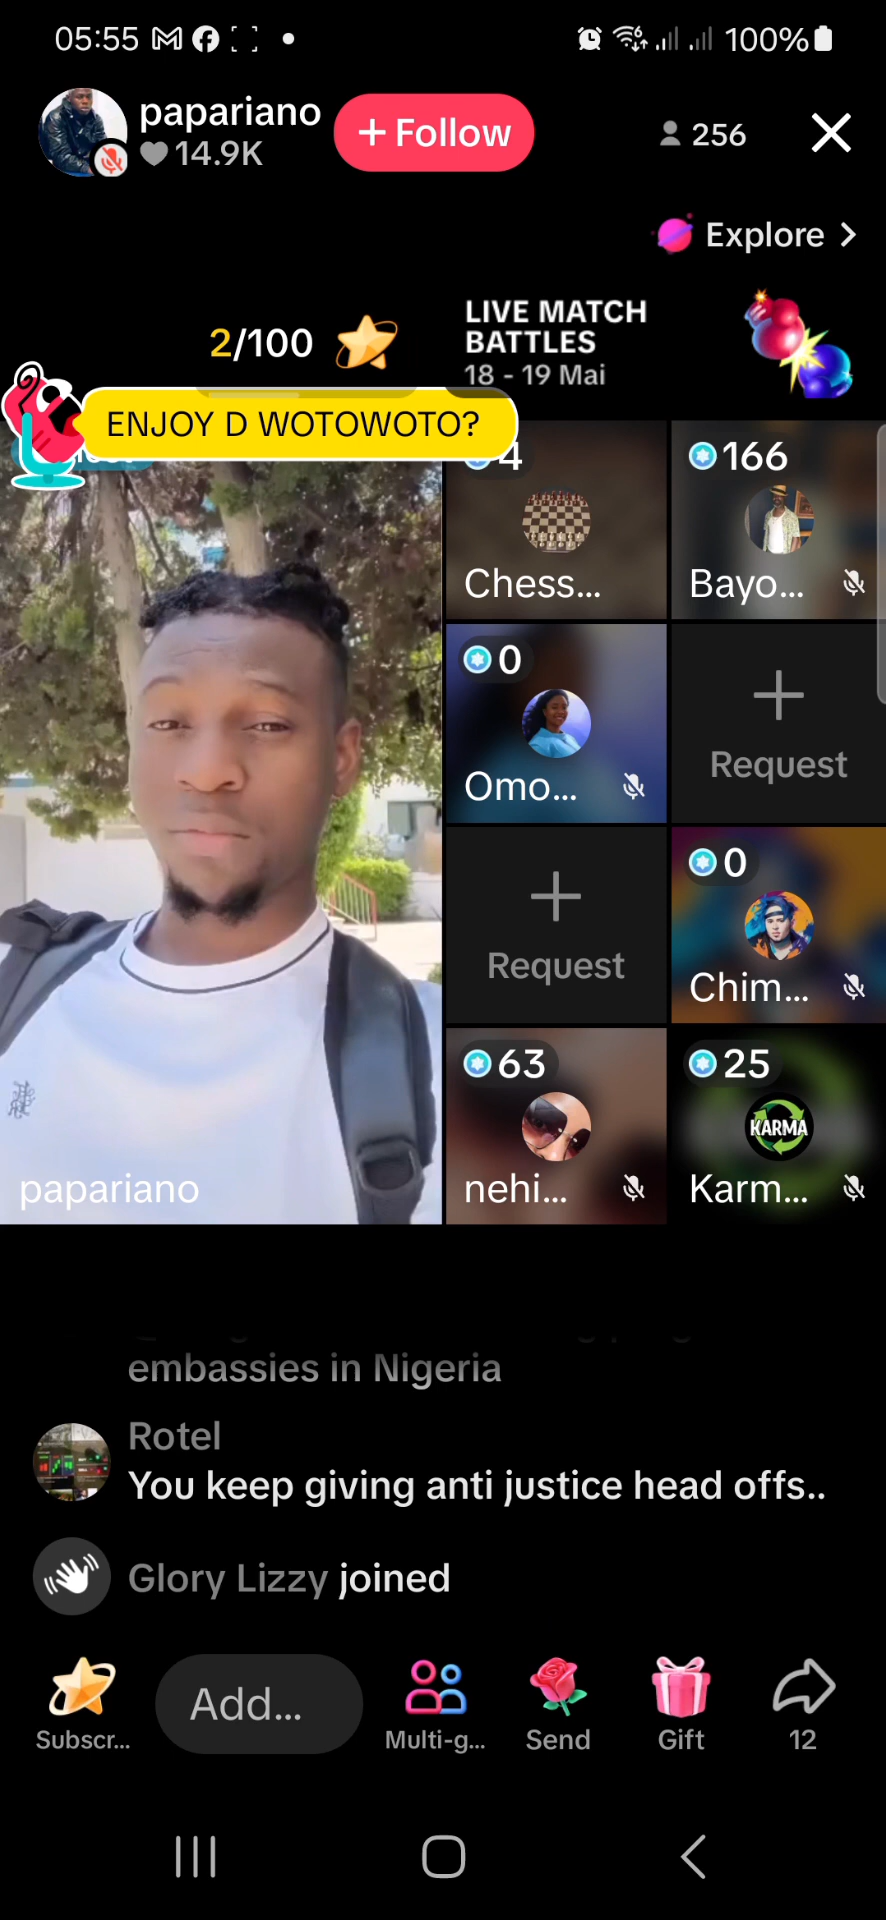 05:55
100%
papariano
14.9K
+ Follow
256
Explore >
2/100
LIVE MATCH
BATTLES
18 - 19 Mai
ENJOY D WOTOWOTO?
4
Chess...
166
Bayo...
0
Omo...
Request
Request
0
Chim...
63
nehi...
25
KARMA
Karm...
papariano
embassies in Nigeria
Rotel
You keep giving anti justice head offs..
Glory Lizzy joined
Subscr...
Add...
Multi-g...
Send
Gift
12